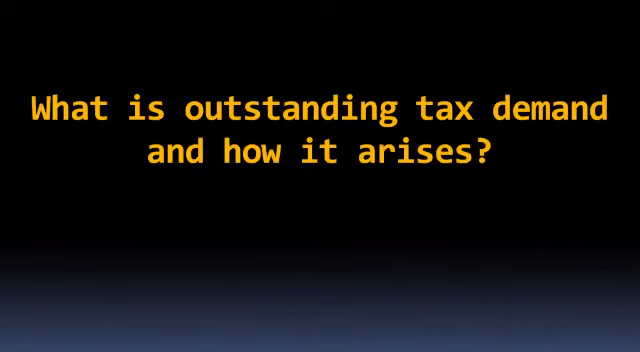 What is outstanding tax demand
and how it arises?